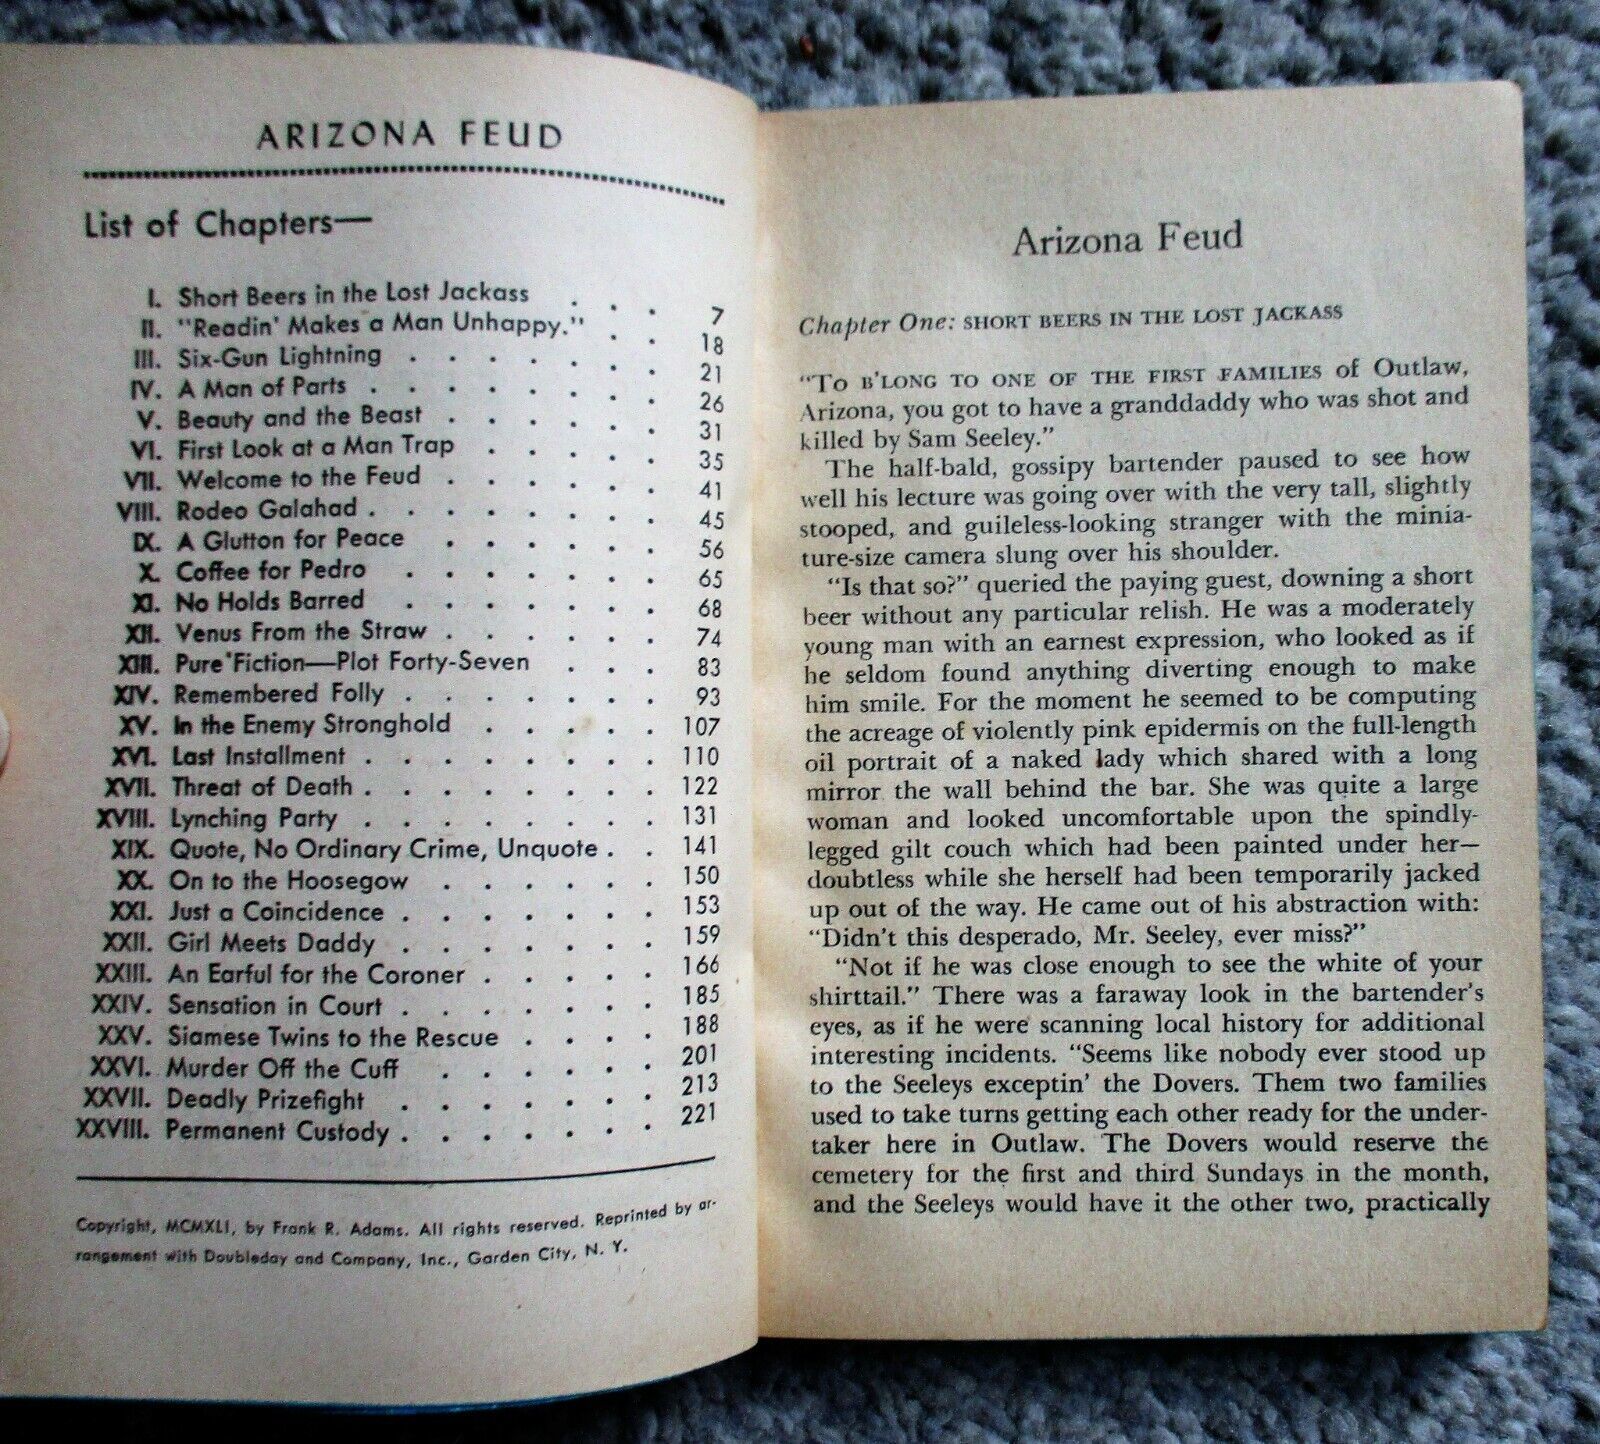 ARIZONA FEUD
List of Chapters—
I. Short Beers in the Lost Jackass . . . 7
II. "Readin' Makes a Man Unhappy." . . 18
III. Six-Gun Lightning . . . . . . . 21
IV. A Man of Parts . . . . . . . . 26
V. Beauty and the Beast . . . . . . 31
VI. First Look at a Man Trap . . . . . 35
VII. Welcome to the Feud . . . . . . 41
VIII. Rodeo Galahad . . . . . . . . 45
IX. A Glutton for Peace . . . . . . 56
X. Coffee for Pedro . . . . . . . 65
XI. No Holds Barred . . . . . . . 68
XII. Venus From the Straw . . . . . . 74
XIII. Pure Fiction—Plot Forty-Seven . . . 83
XIV. Remembered Folly . . . . . . . 93
XV. In the Enemy Stronghold . . . . . 107
XVI. Last Installment . . . . . . . . 110
XVII. Threat of Death . . . . . . . . 122
XVIII. Lynching Party . . . . . . . . 131
XIX. Quote, No Ordinary Crime, Unquote . . 141
XX. On to the Hoosegow . . . . . . 150
XXI. Just a Coincidence . . . . . . . 153
XXII. Girl Meets Daddy . . . . . . . 159
XXIII. An Earful for the Coroner . . . . . 166
XXIV. Sensation in Court . . . . . . . 185
XXV. Siamese Twins to the Rescue . . . . 188
XXVI. Murder Off the Cuff . . . . . . 201
XXVII. Deadly Prizefight . . . . . . . 213
XXVIII. Permanent Custody . . . . . . . 221
Copyright, MCMXLI, by Frank R. Adams. All rights reserved. Reprinted by ar-
rangement with Doubleday and Company, Inc., Garden City, N. Y.
Arizona Feud
Chapter One: SHORT BEERS IN THE LOST JACKASS
"TO B'LONG TO ONE OF THE FIRST FAMILIES of Outlaw,
Arizona, you got to have a granddaddy who was shot and
killed by Sam Seeley."
The half-bald, gossipy bartender paused to see how
well his lecture was going over with the very tall, slightly
stooped, and guileless-looking stranger with the minia-
ture-size camera slung over his shoulder.
"Is that so?" queried the paying guest, downing a short
beer without any particular relish. He was a moderately
young man with an earnest expression, who looked as if
he seldom found anything diverting enough to make
him smile. For the moment he seemed to be computing
the acreage of violently pink epidermis on the full-length
oil portrait of a naked lady which shared with a long
mirror the wall behind the bar. She was quite a large
woman and looked uncomfortable upon the spindly-
legged gilt couch which had been painted under her—
doubtless while she herself had been temporarily jacked
up out of the way. He came out of his abstraction with:
"Didn't this desperado, Mr. Seeley, ever miss?"
"Not if he was close enough to see the white of your
shirttail." There was a faraway look in the bartender's
eyes, as if he were scanning local history for additional
interesting incidents. "Seems like nobody ever stood up
to the Seeleys exceptin' the Dovers. Them two families
used to take turns getting each other ready for the under-
taker here in Outlaw. The Dovers would reserve the
cemetery for the first and third Sundays in the month,
and the Seeleys would have it the other two, practically